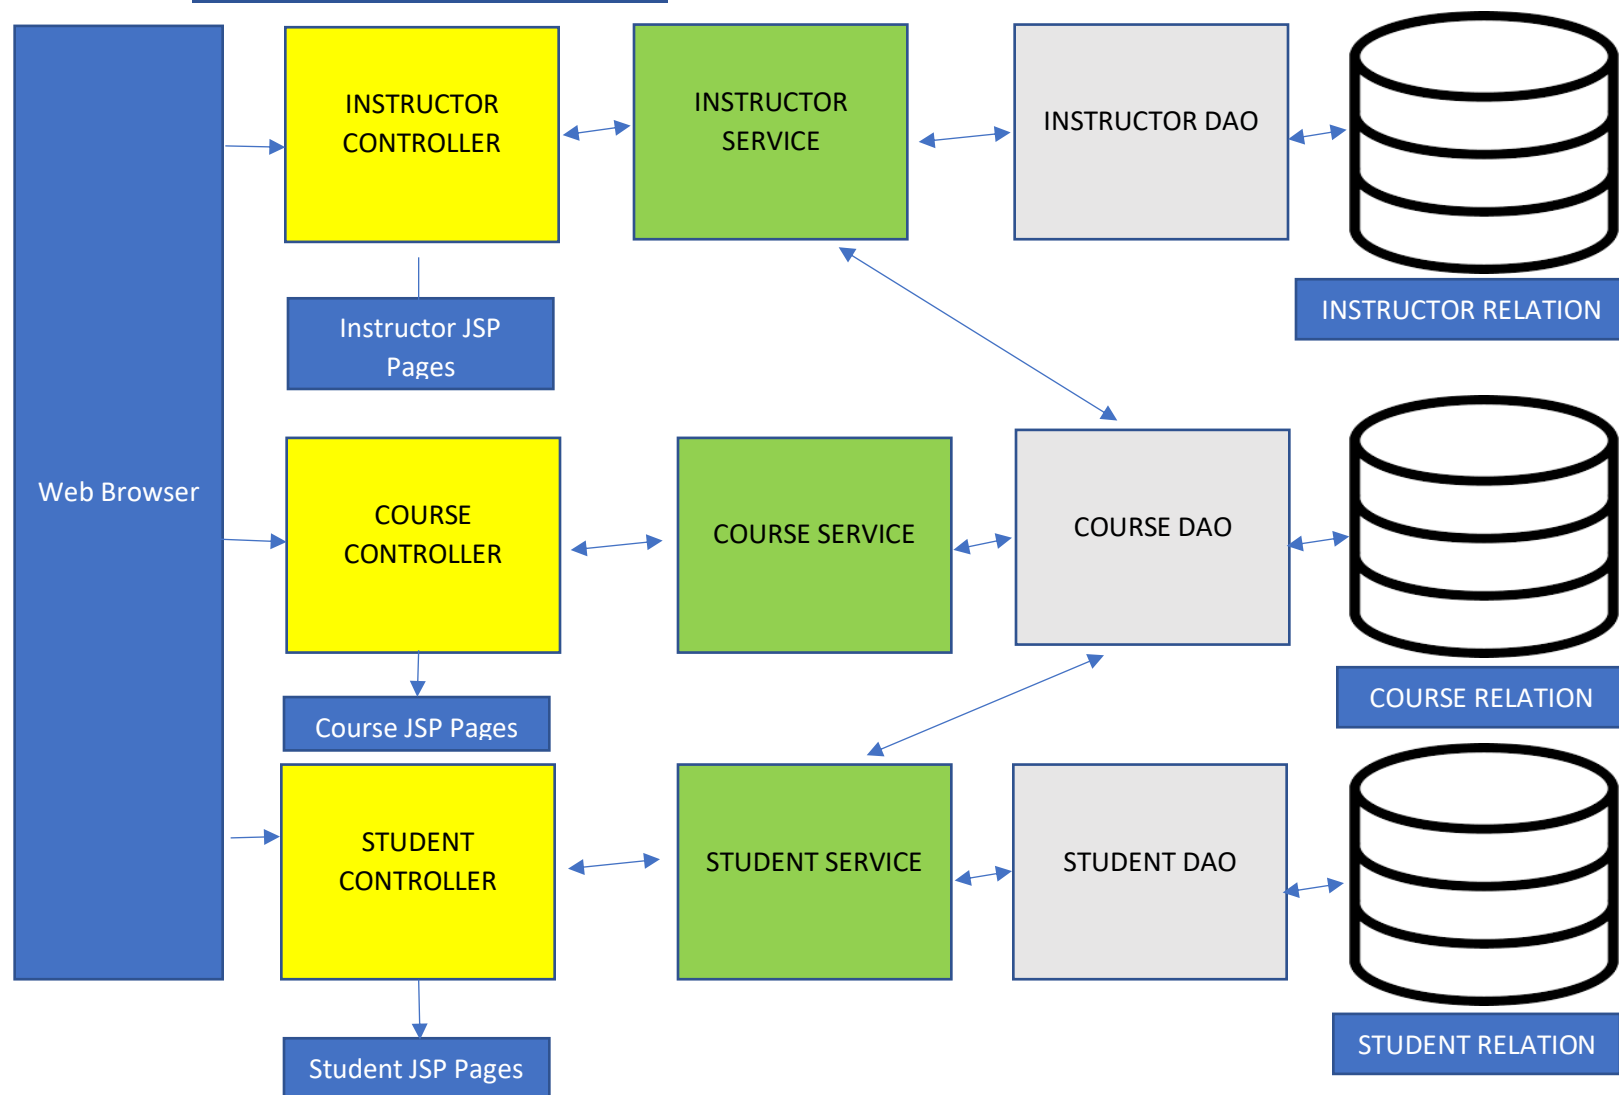 INSTRUCTOR
CONTROLLER
INSTRUCTOR
SERVICE
INSTRUCTOR DAO
INSTRUCTOR RELATION
Instructor JSP
Pages
Web Browser
COURSE
CONTROLLER
COURSE SERVICE
COURSE DAO
COURSE RELATION
Course JSP Pages
STUDENT
CONTROLLER
STUDENT SERVICE
STUDENT DAO
STUDENT RELATION
Student JSP Pages